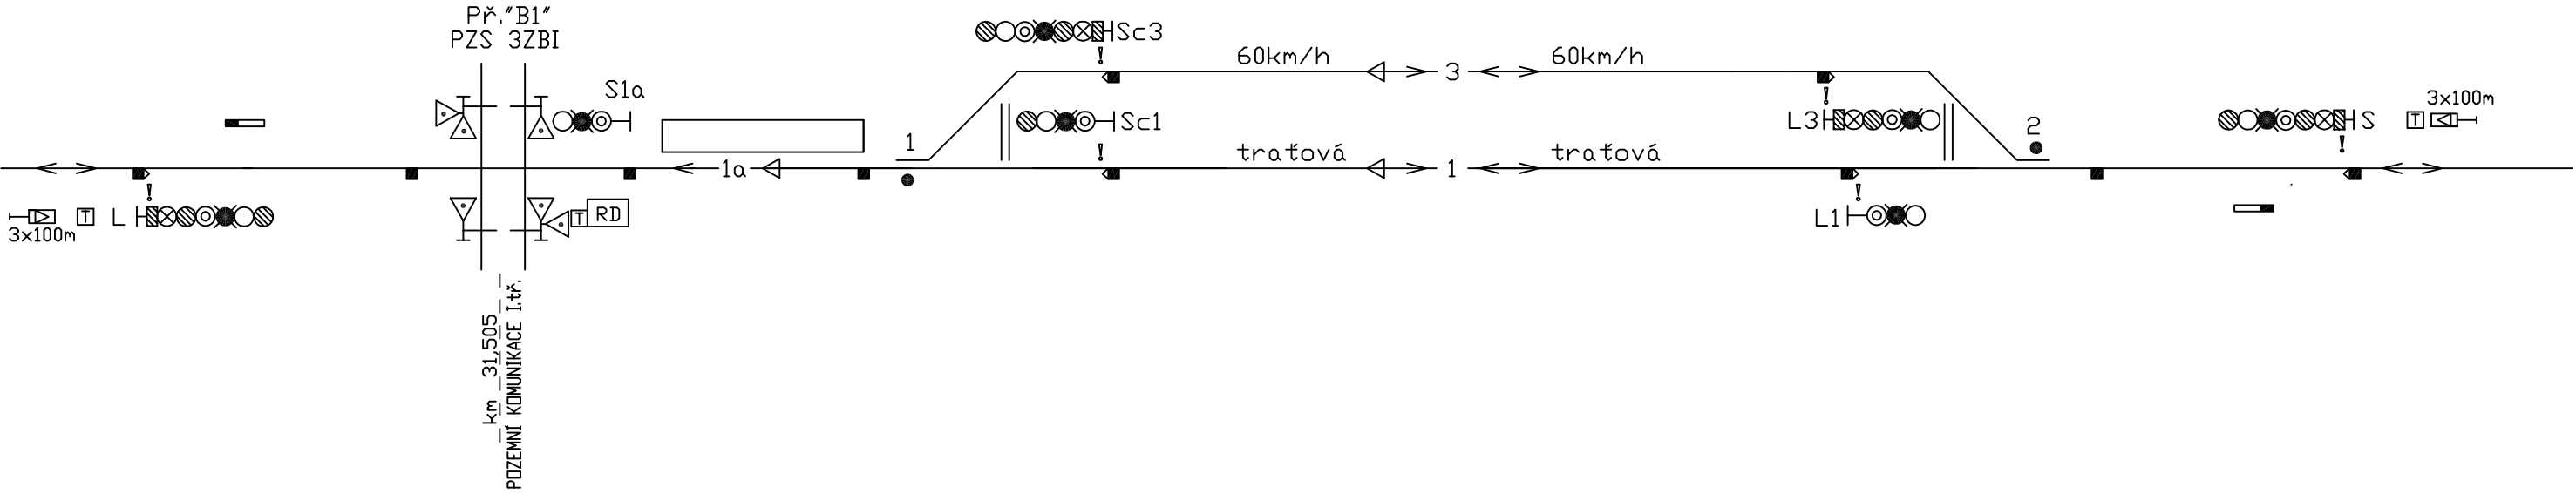 Př."B1"
PZS 3ZBI
S1a
Sc3
60km/h
3
60km/h
3x100m
1
Sc1
L3
2
S
T
traťová
traťová
1a
1
3x100m
T
L
T
RD
L1
km 31,505
POZEMNÍ KOMUNIKACE I.tř.